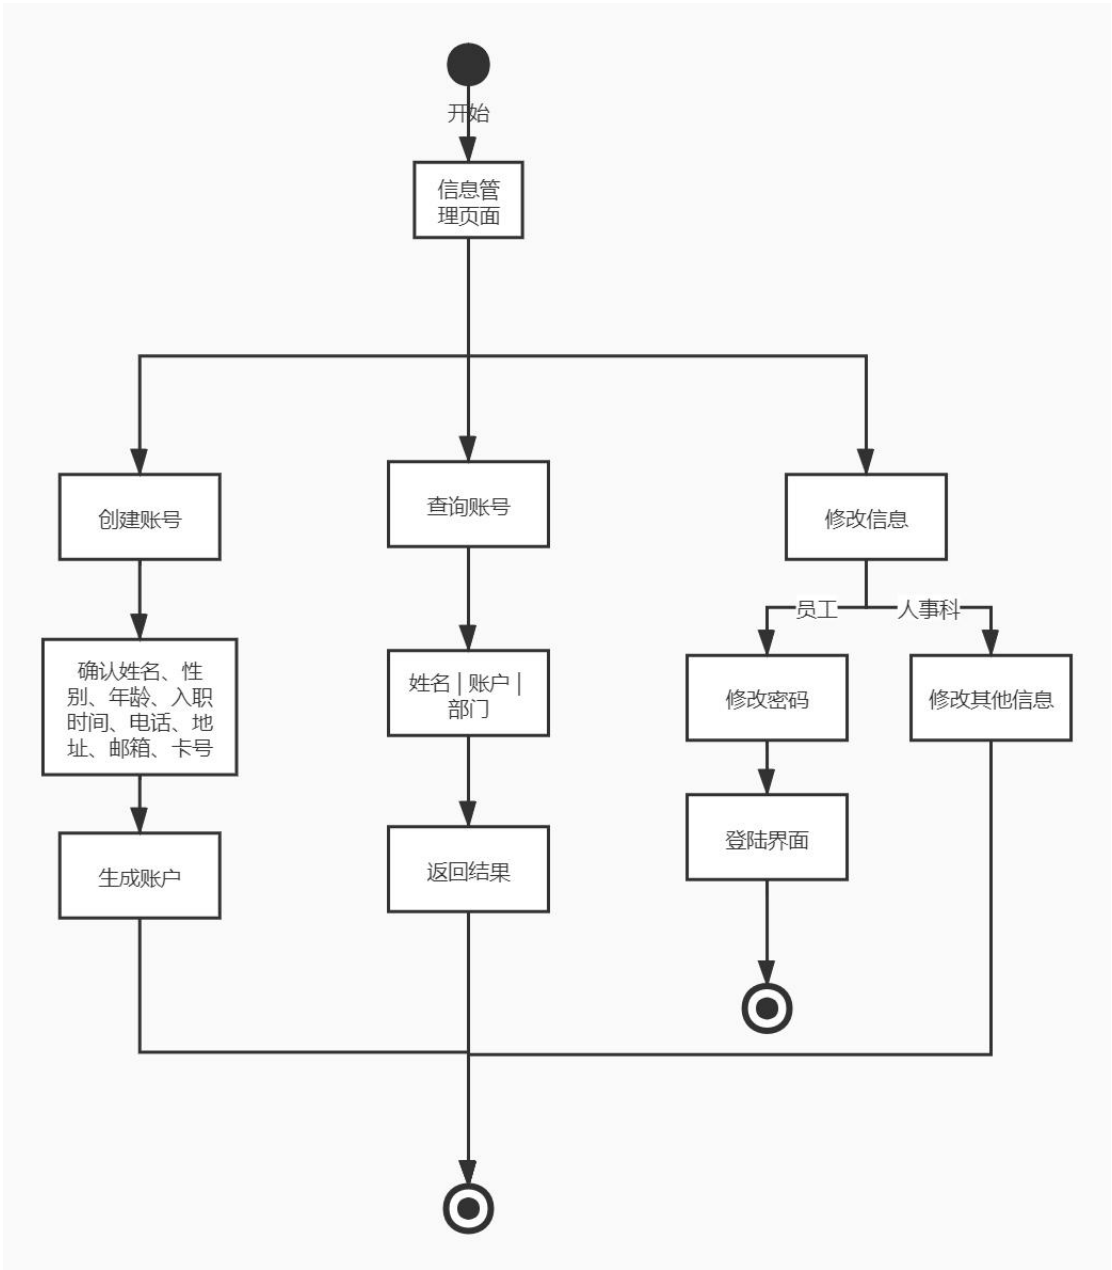 开始
信息管
理页面
创建账号
查询账号
修改信息
员工
人事科
确认姓名、性
别、年龄、入职
时间、电话、地
址、邮箱、卡号
姓名 | 账户 |
部门
修改密码
修改其他信息
生成账户
返回结果
登陆界面